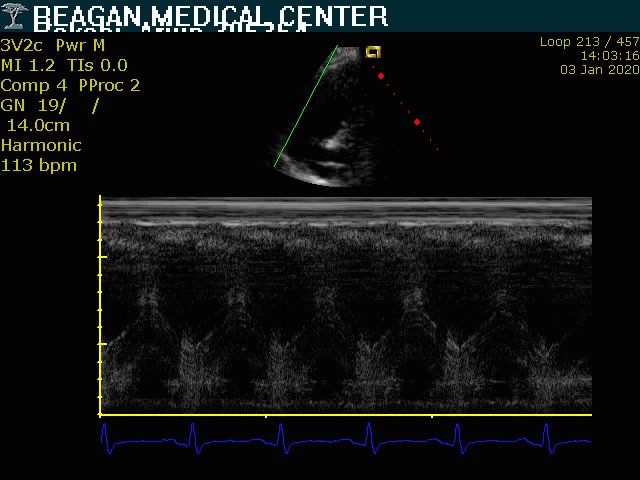 BEAGAN MEDICAL CENTER
3V2c Pwr M
MI 1.2 TIs 0.0
Comp 4 PProc 2
GN 19/ /
14.0cm
Harmonic
113 bpm
Loop 213 / 457
14:03:16
03 Jan 2020